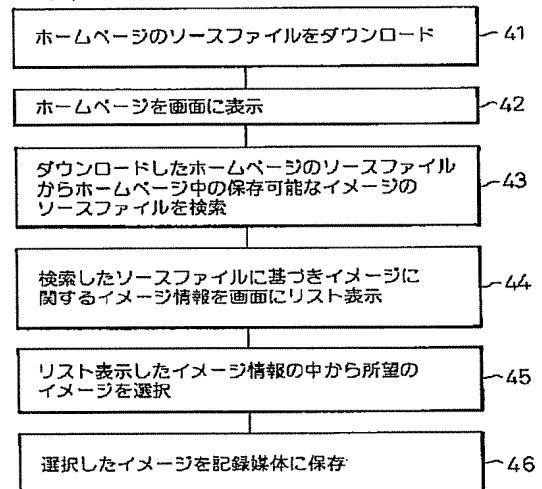 ホームページのソースファイルをダウンロード 41
ホームページを画面に表示 42
ダウンロードしたホームページのソースファイル
からホームページ中の保存可能なイメージの 43
ソースファイルを検索
検索したソースファイルに基づきイメージに
関するイメージ情報を画面にリスト表示 44
リスト表示したイメージ情報の中から所望の 45
イメージを選択
選択したイメージを記録媒体に保存 46